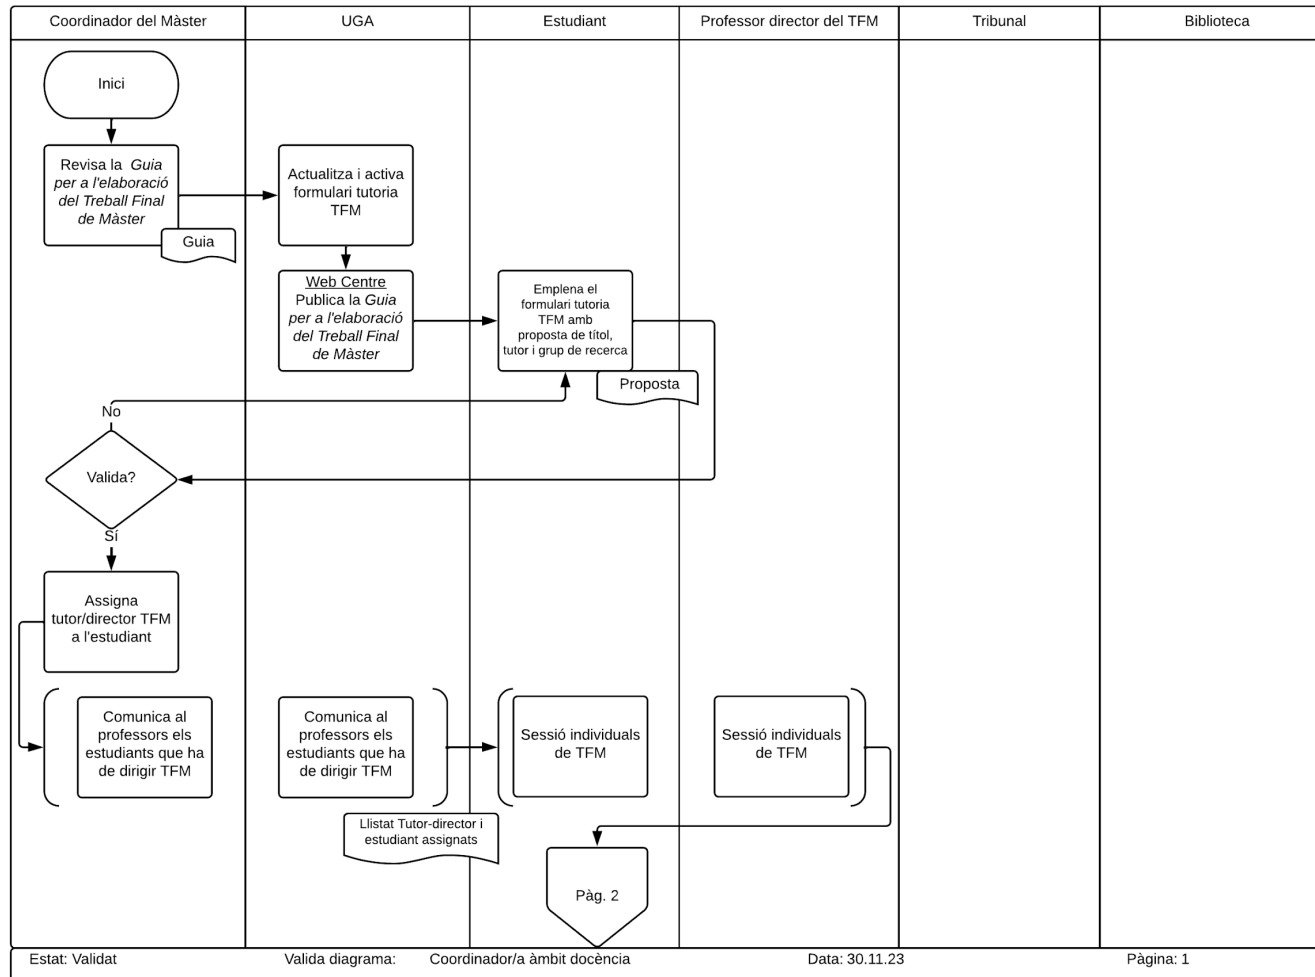 Coordinador del Màster
UGA
Estudiant
Professor director del TFM
Tribunal
Biblioteca
Inici
Revisa la Guia
per a l'elaboració
del Treball Final
de Màster
Guia
Actualitza i activa
formulari tutoria
TFM
Web Centre
Publica la Guia
per a l'elaboració
del Treball Final
de Màster
Emplena el
formulari tutoria
TFM amb
proposta de títol,
tutor i grup de recerca
Proposta
No
Valida?
Sí
Assigna
tutor/director TFM
a l'estudiant
Comunica al
professors els
estudiants que ha
de dirigir TFM
Comunica al
professors els
estudiants que ha
de dirigir TFM
Llistat Tutor-director i
estudiant assignats
Sessió individuals
de TFM
Sessió individuals
de TFM
Pàg. 2
Estat: Validat
Valida diagrama:
Coordinador/a àmbit docència
Data: 30.11.23
Pàgina: 1